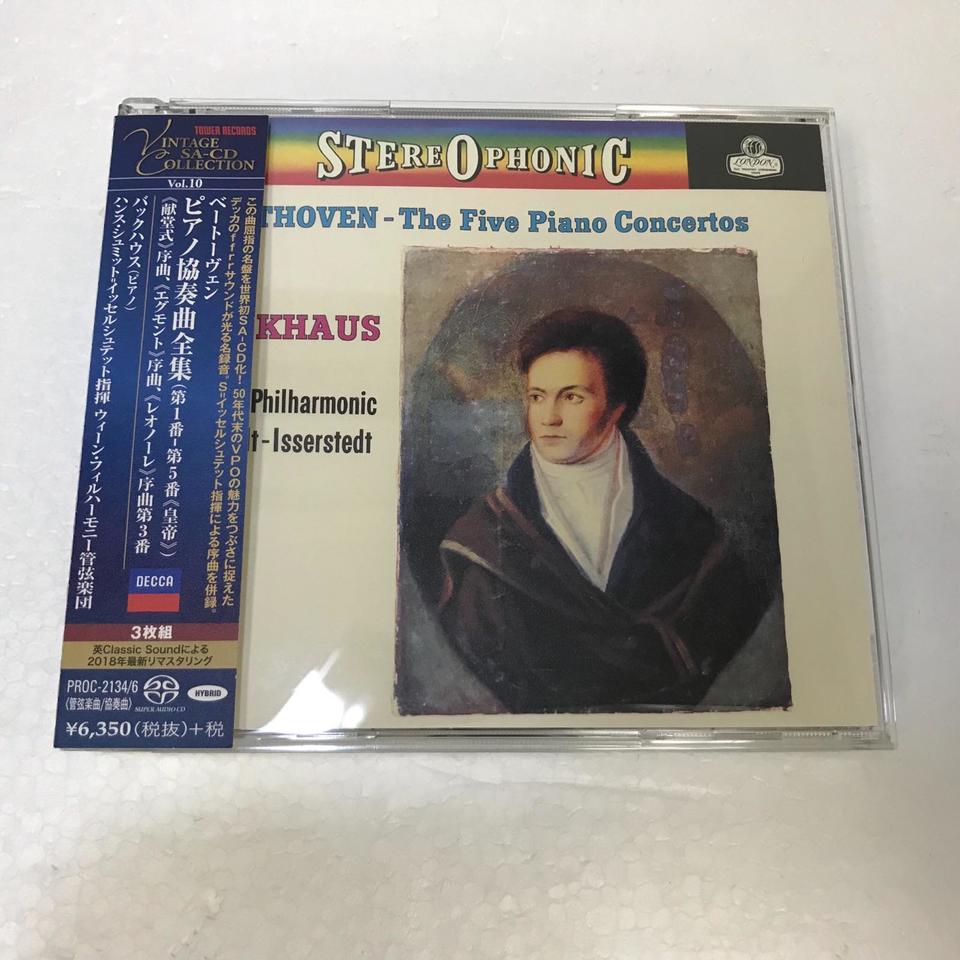 TOWER RECORDS
VINTAGE
SA-CD
COLLECTION
Vol.10
この曲屈指の名盤を世界初SA-CD化!50年代末のVPOの魅力をつぶさに捉えた
デッカのffrrサウンドが光る名録音。S=イッセルシュテット指揮による序曲を併録。
ベートーヴェン
ピアノ協奏曲全集(第1番-第5番《皇帝》)
《献堂式》序曲、《エグモント》序曲、《レオノーレ》序曲第3番
バックハウス(ピアノ)
ハンス・シュミット=イッセルシュテット指揮 ウィーン・フィルハーモニー管弦楽団
DECCA
3枚組
英Classic Soundによる
2018年最新リマスタリング
PROC-2134/6
(管弦楽曲/協奏曲)
SUPER AUDIO CD
HYBRID
¥6,350(税抜)+税
STEREOPHONIC
LONDON
THOVEN - The Five Piano Concertos
KHAUS
Philharmonic
t-Isserstedt